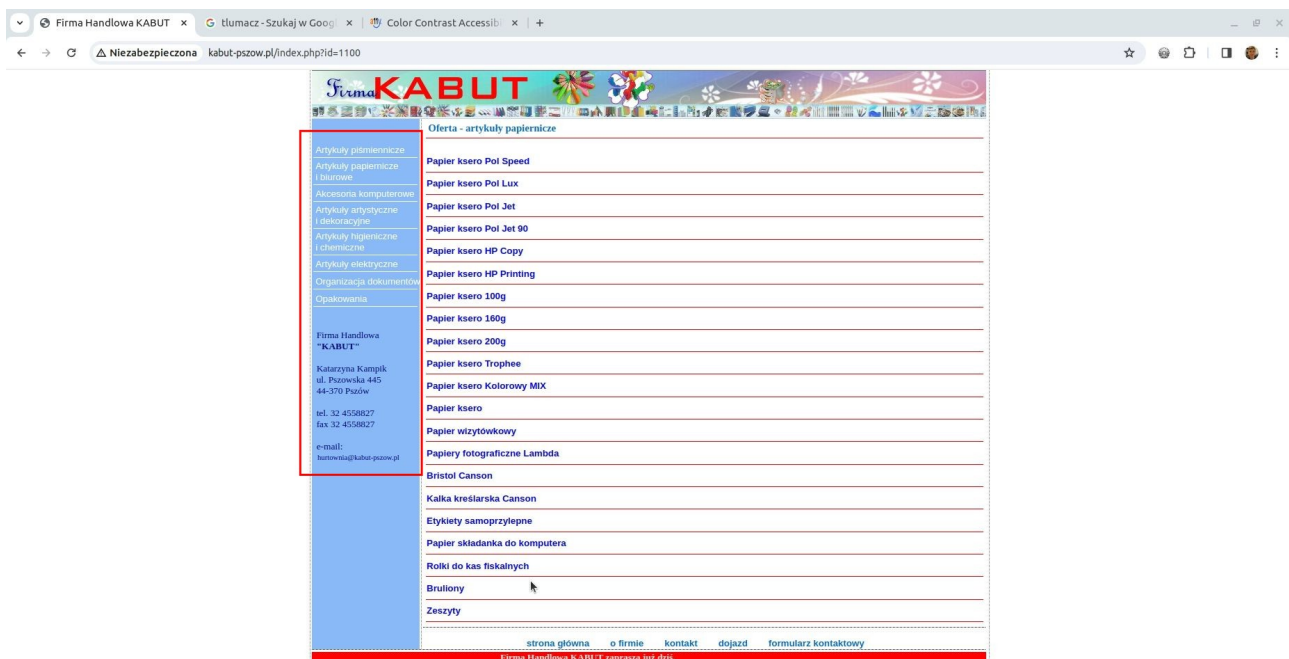 Firma Handlowa KABUT
tlumacz - Szukaj w Goog
Color Contrast Accessib
Niezabezpieczona kabut-pszow.pl/index.php?id=1100
Firma KABUT
Oferta - artykuły papiernicze
Artykuły piśmiennicze
Artykuły papiernicze
i biurowe
Akcesoria komputerowe
Artykuły artystyczne
i dekoracyjne
Artykuły higieniczne
i chemiczne
Artykuły elektryczne
Organizacja dokumentów
Opakowania
Firma Handlowa
"KABUT"
Katarzyna Kampik
ul. Pszowska 445
44-370 Pszów
tel. 32 4558827
fax 32 4558827
e-mail:
hurtownia@kabut-pszow.pl
Papier ksero Pol Speed
Papier ksero Pol Lux
Papier ksero Pol Jet
Papier ksero Pol Jet 90
Papier ksero HP Copy
Papier ksero HP Printing
Papier ksero 100g
Papier ksero 160g
Papier ksero 200g
Papier ksero Trophee
Papier ksero Kolorowy MIX
Papier ksero
Papier wizytówkowy
Papiery fotograficzne Lambda
Bristol Canson
Kalka kreślarska Canson
Etykiety samoprzylepne
Papier składanka do komputera
Rolki do kas fiskalnych
Bruliony
Zeszyty
strona główna o firmie kontakt dojazd formularz kontaktowy
Firma Handlowa KABUT zaprasza już dziś